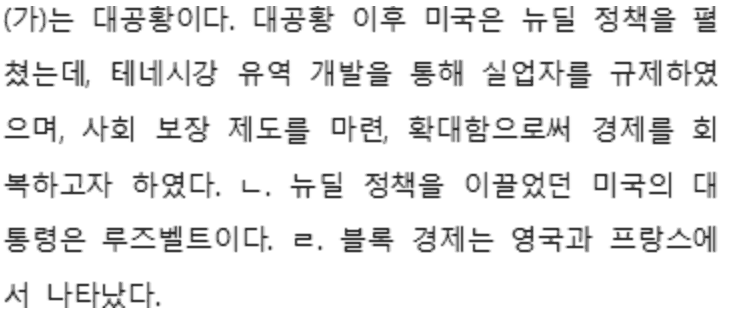 (가)는 대공황이다. 대공황 이후 미국은 뉴딜 정책을 펼
쳤는데, 테네시강 유역 개발을 통해 실업자를 규제하였
으며, 사회 보장 제도를 마련, 확대함으로써 경제를 회
복하고자 하였다. ㄴ. 뉴딜 정책을 이끌었던 미국의 대
통령은 루즈벨트이다. ㄹ. 블록 경제는 영국과 프랑스에
서 나타났다.